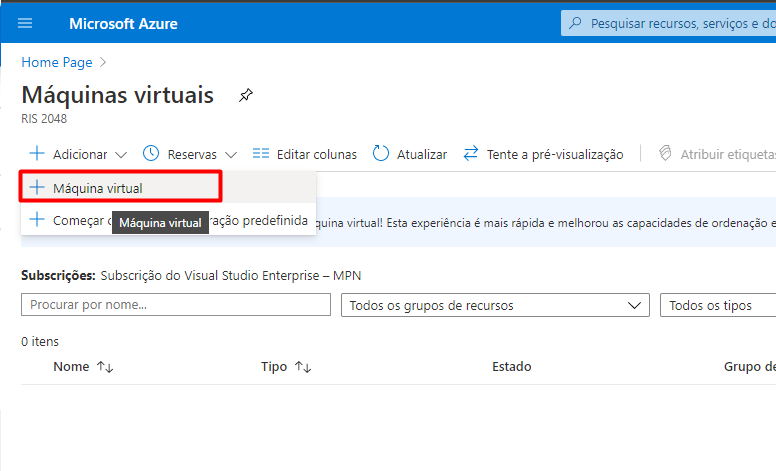 Microsoft Azure
Pesquisar recursos, serviços e do
Home Page
Máquinas virtuais
RIS 2048
Adicionar Reservas Editar colunas Atualizar Tente a pré-visualização Atribuir etiquetas
Máquina virtual
Começar Máquina virtual predefinida máquina virtual! Esta experiência é mais rápida e melhorou as capacidades de ordenação e
Subscrições: Subscrição do Visual Studio Enterprise – MPN
Procurar por nome... Todos os grupos de recursos Todos os tipos
0 itens
Nome Tipo Estado Grupo de